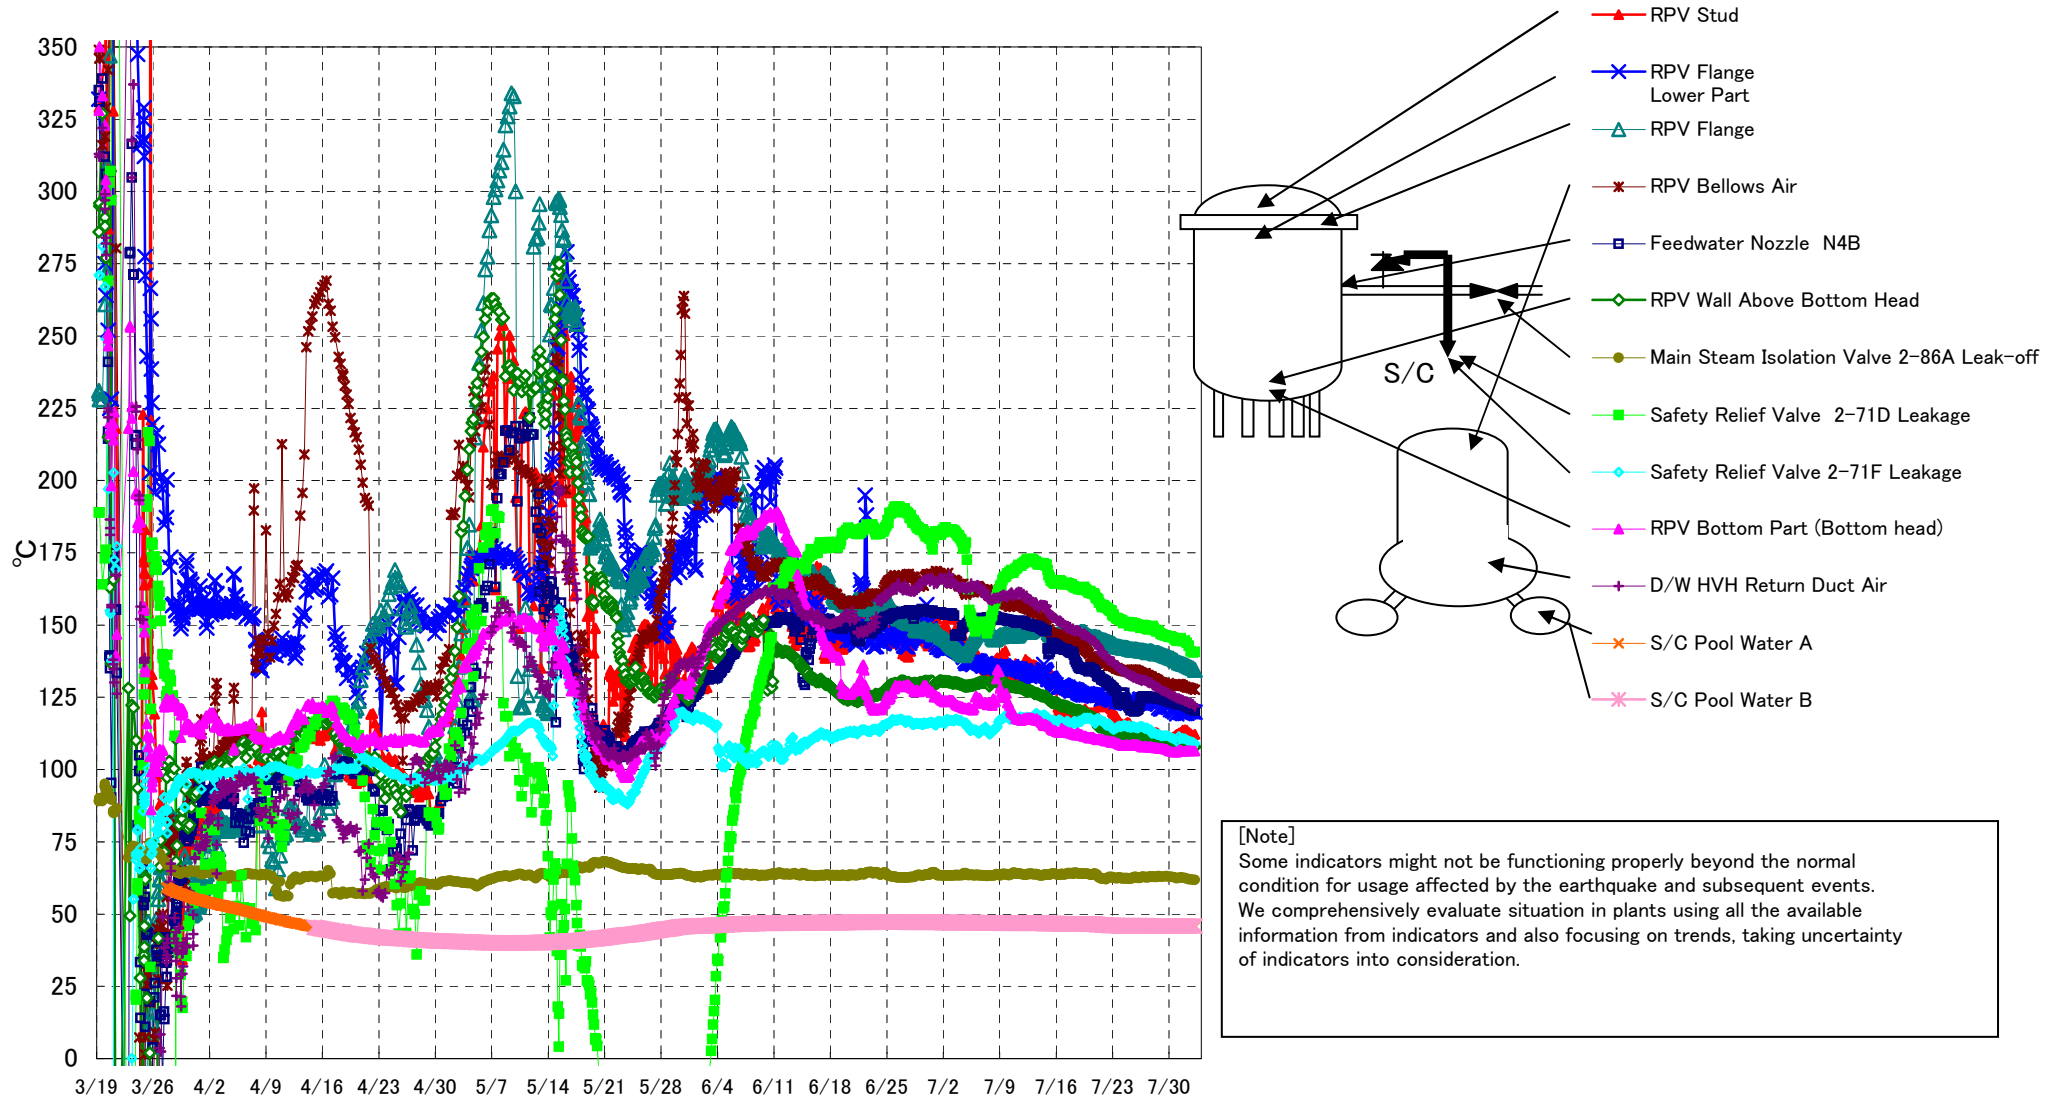 350
325
300
275
250
225
200
175
150
125
100
75
50
25
0
℃
3/19 3/26 4/2 4/9 4/16 4/23 4/30 5/7 5/14 5/21 5/28 6/4 6/11 6/18 6/25 7/2 7/9 7/16 7/23 7/30
RPV Stud
RPV Flange
Lower Part
RPV Flange
RPV Bellows Air
Feedwater Nozzle N4B
RPV Wall Above Bottom Head
Main Steam Isolation Valve 2-86A Leak-off
Safety Relief Valve 2-71D Leakage
Safety Relief Valve 2-71F Leakage
RPV Bottom Part (Bottom head)
D/W HVH Return Duct Air
S/C Pool Water A
S/C Pool Water B
S/C
[Note]
Some indicators might not be functioning properly beyond the normal
condition for usage affected by the earthquake and subsequent events.
We comprehensively evaluate situation in plants using all the available
information from indicators and also focusing on trends, taking uncertainty
of indicators into consideration.